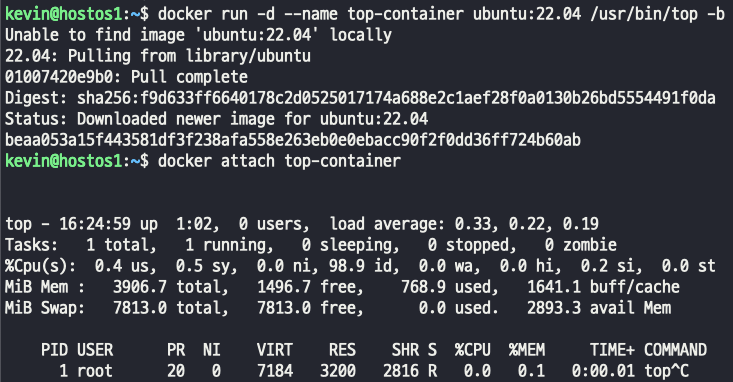 kevin@hostos1:~$ docker run -d --name top-container ubuntu:22.04 /usr/bin/top -b
Unable to find image 'ubuntu:22.04' locally
22.04: Pulling from library/ubuntu
01007420e9b0: Pull complete
Digest: sha256:f9d633ff6640178c2d0525017174a688e2c1aef28f0a0130b26bd5554491f0da
Status: Downloaded newer image for ubuntu:22.04
beaa053a15f443581df3f238afa558e263eb0e0ebacc90f2f0dd36ff724b60ab
kevin@hostos1:~$ docker attach top-container
top - 16:24:59 up  1:02,  0 users,  load average: 0.33, 0.22, 0.19
Tasks:   1 total,   1 running,   0 sleeping,   0 stopped,   0 zombie
%Cpu(s):  0.4 us,  0.5 sy,  0.0 ni, 98.9 id,  0.0 wa,  0.0 hi,  0.2 si,  0.0 st
MiB Mem :   3906.7 total,   1496.7 free,    768.9 used,   1641.1 buff/cache
MiB Swap:   7813.0 total,   7813.0 free,      0.0 used.   2893.3 avail Mem
    PID USER      PR  NI    VIRT    RES    SHR S  %CPU  %MEM     TIME+ COMMAND
      1 root      20   0    7184   3200   2816 R   0.0   0.1   0:00.01 top^C